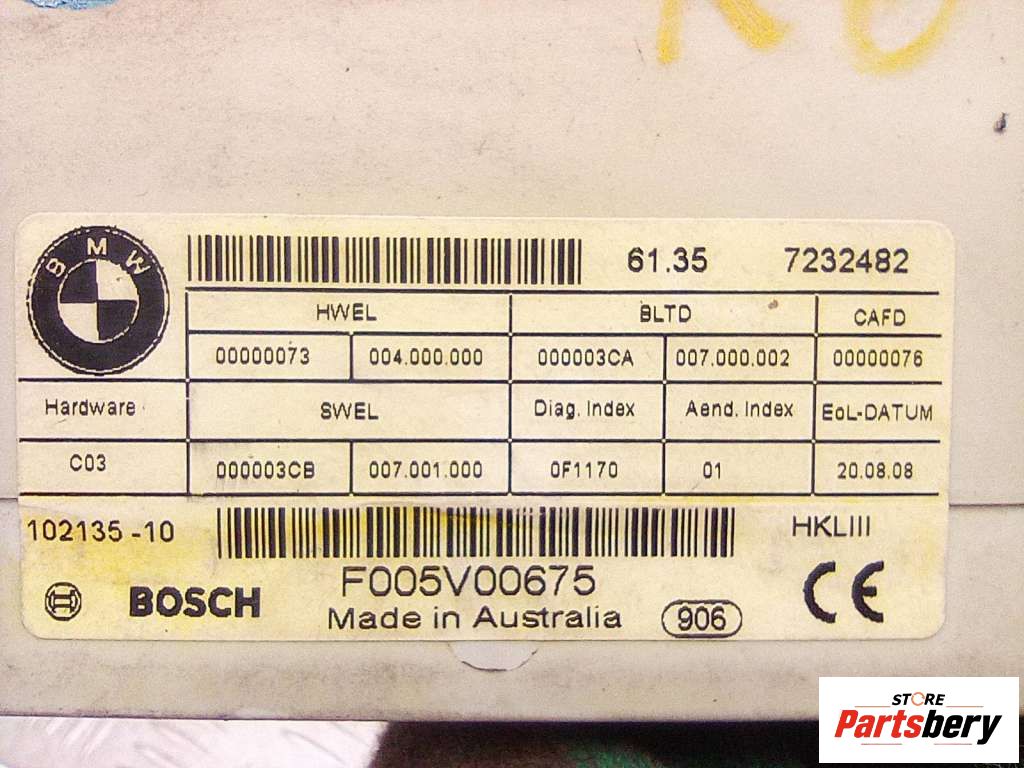 BMW
61.35 7232482
HWEL BLTD CAFD
00000073 004.000.000 000003CA 007.000.002 00000076
Hardware SWEL Diag. Index Aend. Index EoL-DATUM
C03 000003CB 007.001.000 0F1170 01 20.08.08
102135-10 HKLIII
F005V00675
BOSCH Made in Australia 906 CE
STORE
Partsbery